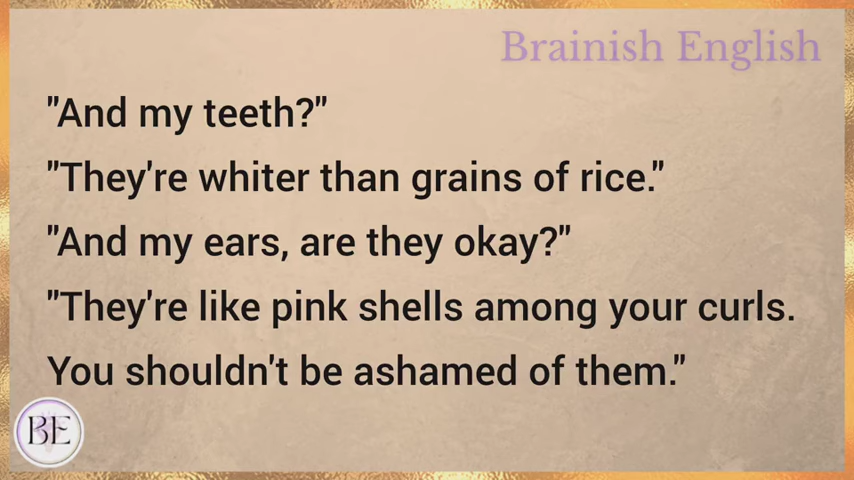 Brainish English
"And my teeth?"
"They're whiter than grains of rice."
"And my ears, are they okay?"
"They're like pink shells among your curls.
You shouldn't be ashamed of them."
BE